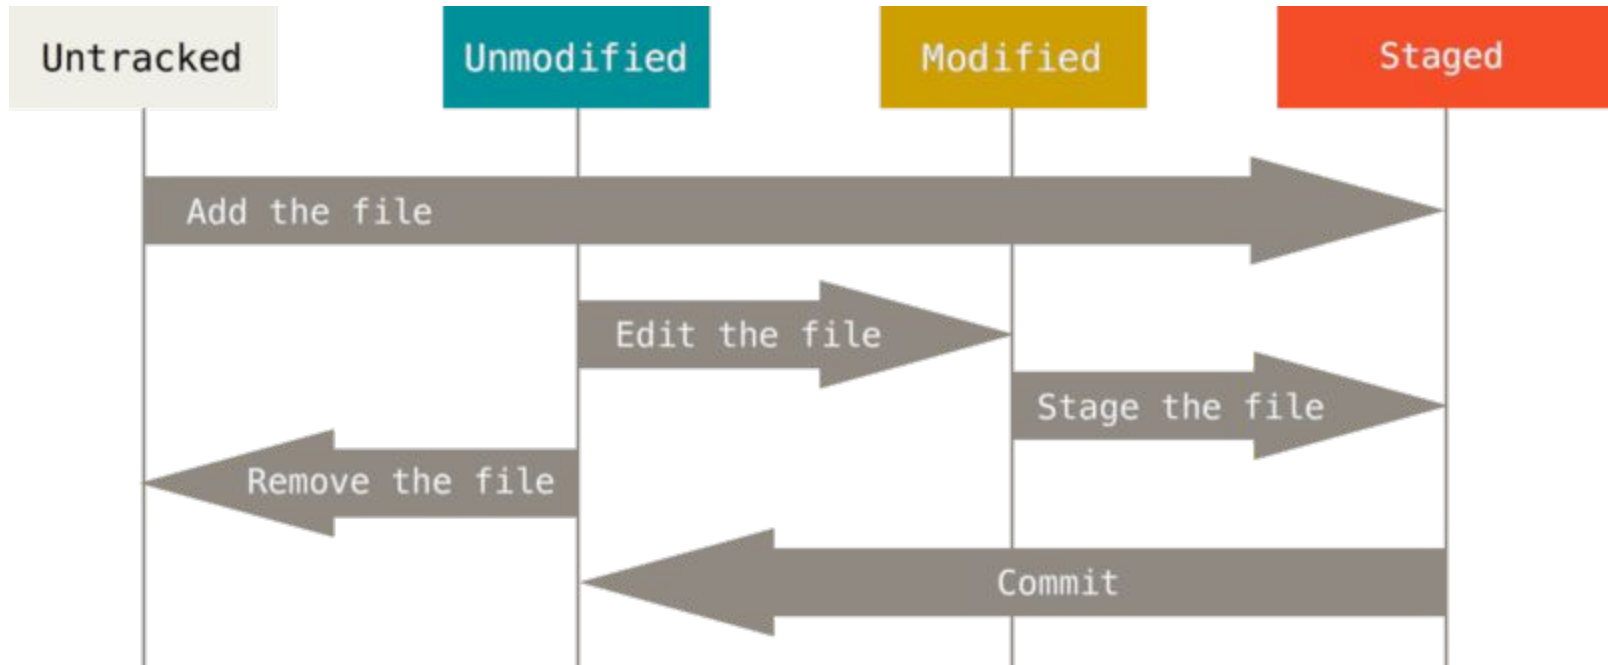 Untracked
Unmodified
Modified
Staged
Add the file
Edit the file
Stage the file
Remove the file
Commit